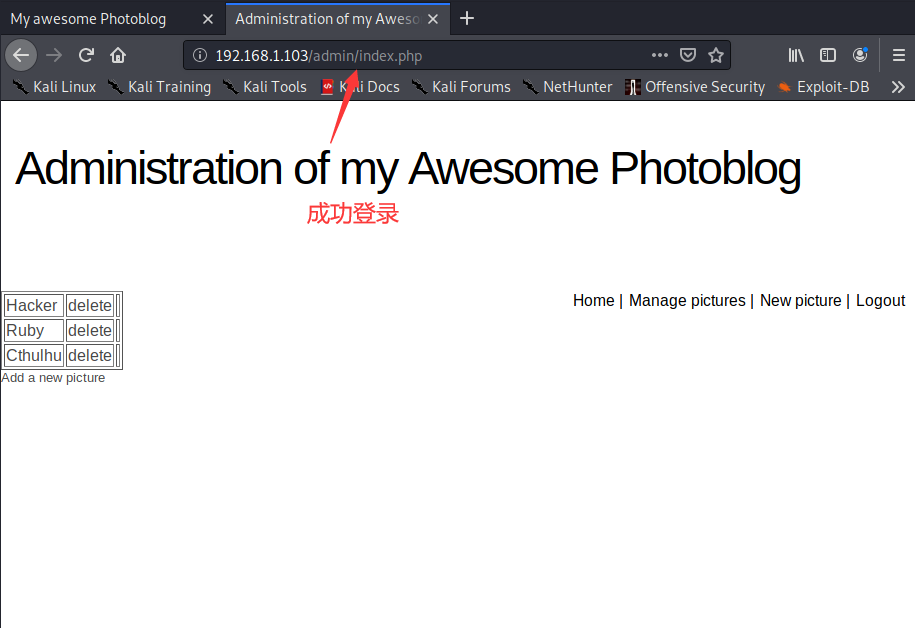 My awesome Photoblog
Administration of my Aweso
192.168.1.103/admin/index.php
Kali Linux Kali Training Kali Tools Kali Docs Kali Forums NetHunter Offensive Security Exploit-DB
Administration of my Awesome Photoblog
成功登录
Home | Manage pictures | New picture | Logout
Hacker delete
Ruby delete
Cthulhu delete
Add a new picture